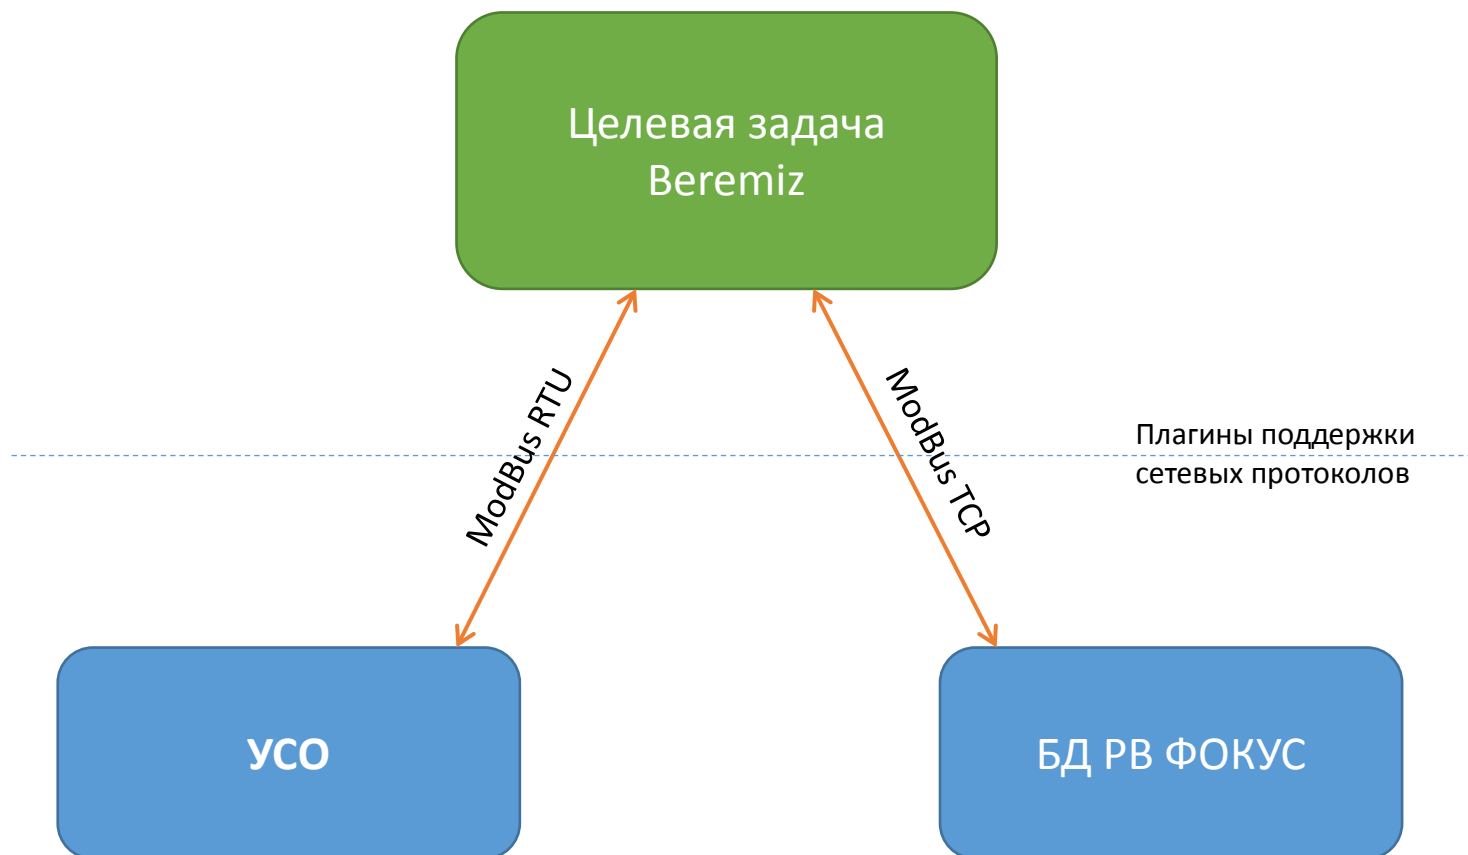 Целевая задача
Beremiz
ModBus RTU
ModBus TCP
Плагины поддержки
сетевых протоколов
УСО
БД РВ ФОКУС